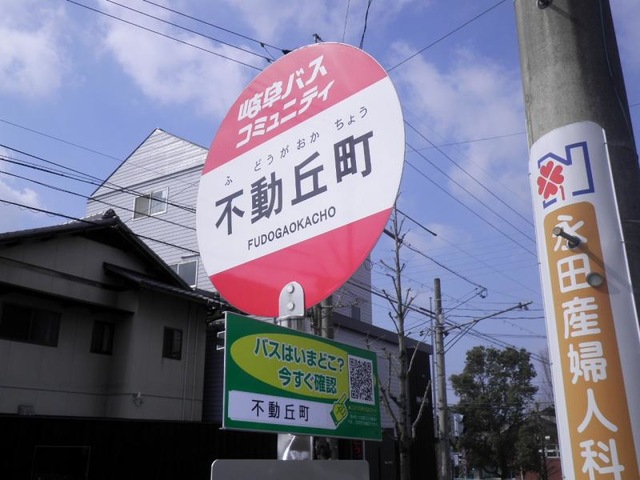 岐阜バス
コミュニティ
ふ どうがおか ちょう
不動丘町
FUDOGAOKACHO
バスはいまどこ?
今すぐ確認
不動丘町
永田産婦人科